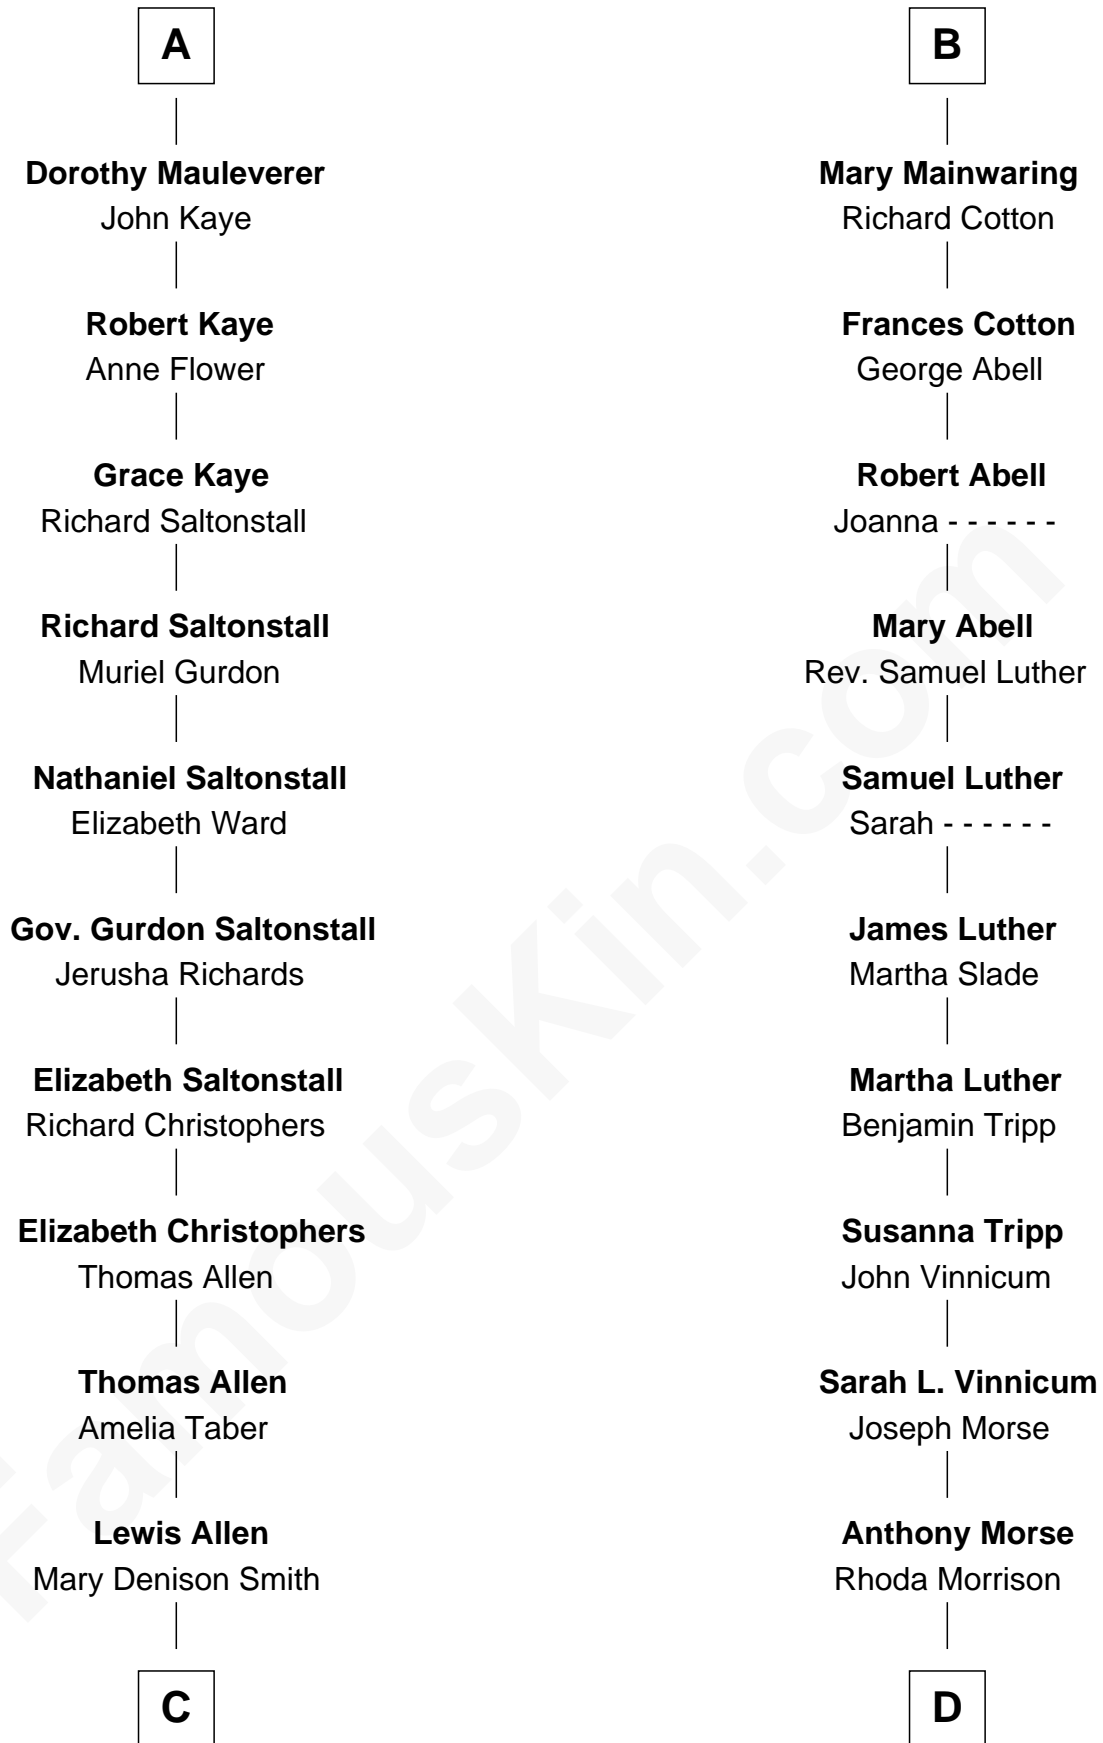 A
Dorothy Mauleverer
John Kaye
Robert Kaye
Anne Flower
Grace Kaye
Richard Saltonstall
Richard Saltonstall
Muriel Gurdon
Nathaniel Saltonstall
Elizabeth Ward
Gov. Gurdon Saltonstall
Jerusha Richards
Elizabeth Saltonstall
Richard Christophers
Elizabeth Christophers
Thomas Allen
Thomas Allen
Amelia Taber
Lewis Allen
Mary Denison Smith
C
B
Mary Mainwaring
Richard Cotton
Frances Cotton
George Abell
Robert Abell
Joanna - - - - - -
Mary Abell
Rev. Samuel Luther
Samuel Luther
Sarah - - - - - -
James Luther
Martha Slade
Martha Luther
Benjamin Tripp
Susanna Tripp
John Vinnicum
Sarah L. Vinnicum
Joseph Morse
Anthony Morse
Rhoda Morrison
D
FamousKin.com